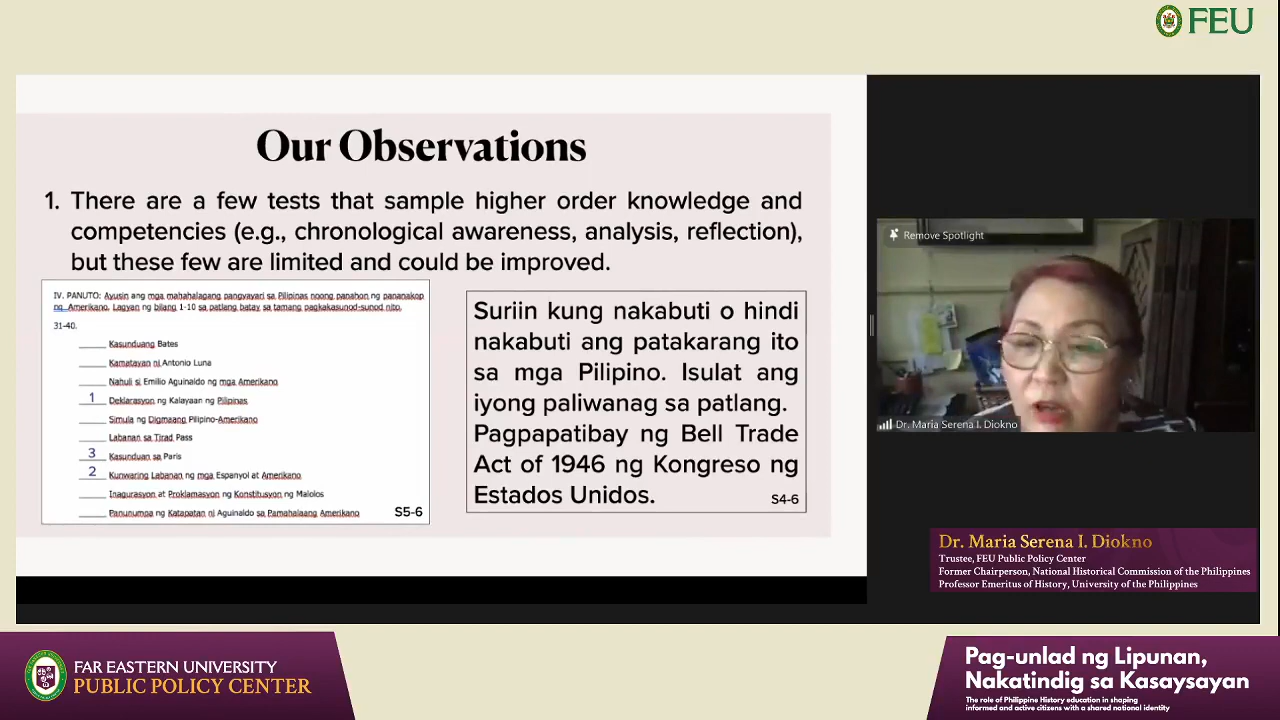 FEU
Our Observations
1. There are a few tests that sample higher order knowledge and
competencies (e.g., chronological awareness, analysis, reflection),
but these few are limited and could be improved.
IV. PANUTO: Ayusin ang mga mahahalagang pangyayari sa Pilipinas noong panahon ng pananakop
ng Amerikano. Lagyan ng bilang 1-10 sa patlang batay sa tamang pagkakasunod-sunod nito.
31-40.
_____ Kasunduang Bates
_____ Kamatayan ni Antonio Luna
_____ Nahuli si Emilio Aguinaldo ng mga Amerikano
1 Deklarasyon ng Kalayaan ng Pilipinas
_____ Simula ng Digmaang Pilipino-Amerikano
_____ Labanan sa Tirad Pass
3 Kasunduan sa Paris
2 Kunwaring Labanan ng mga Espanyol at Amerikano
_____ Inagurasyon at Proklamasyon ng Konstitusyon ng Malolos
_____ Panunumpa ng Katapatan ni Aguinaldo sa Pamahalaang Amerikano
S5-6
Suriin kung nakabuti o hindi
nakabuti ang patakarang ito
sa mga Pilipino. Isulat ang
iyong paliwanag sa patlang.
Pagpapatibay ng Bell Trade
Act of 1946 ng Kongreso ng
Estados Unidos.
S4-6
Remove Spotlight
Dr. Maria Serena I. Diokno
Dr. Maria Serena I. Diokno
Trustee, FEU Public Policy Center
Former Chairperson, National Historical Commission of the Philippines
Professor Emeritus of History, University of the Philippines
FAR EASTERN UNIVERSITY
PUBLIC POLICY CENTER
Pag-unlad ng Lipunan,
Nakatindig sa Kasaysayan
The role of Philippine History education in shaping
informed and active citizens with a shared national identity